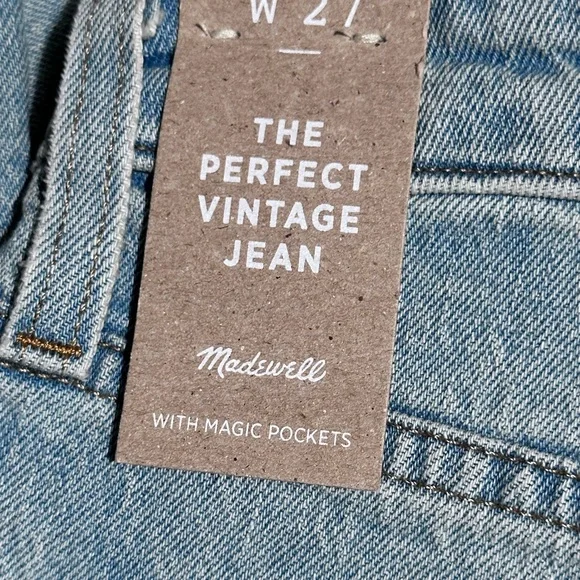 W 27
THE
PERFECT
VINTAGE
JEAN
Madewell
WITH MAGIC POCKETS